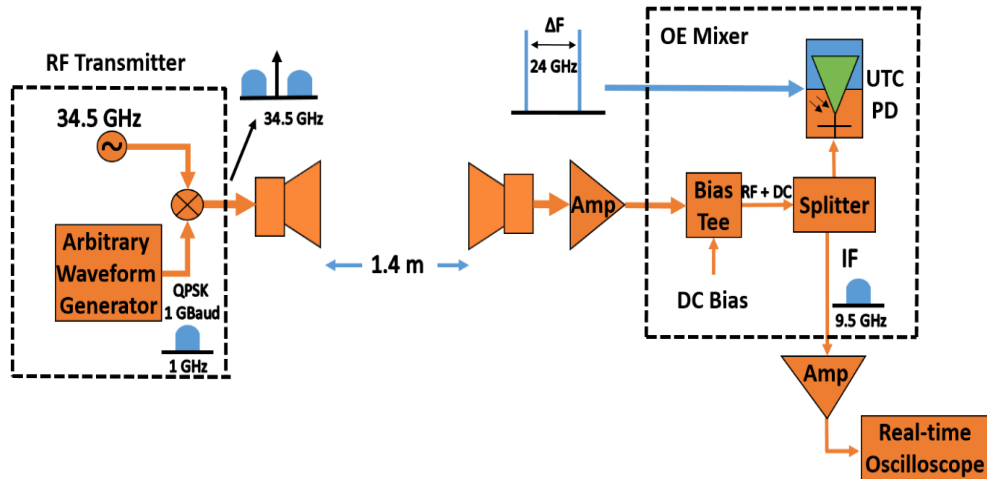 RF Transmitter
34.5 GHz
Arbitrary
Waveform
Generator
QPSK
1 GBaud
1 GHz
34.5 GHz
1.4 m
ΔF
24 GHz
Amp
OE Mixer
UTC
PD
Bias
Tee
RF + DC
Splitter
DC Bias
IF
9.5 GHz
Amp
Real-time
Oscilloscope